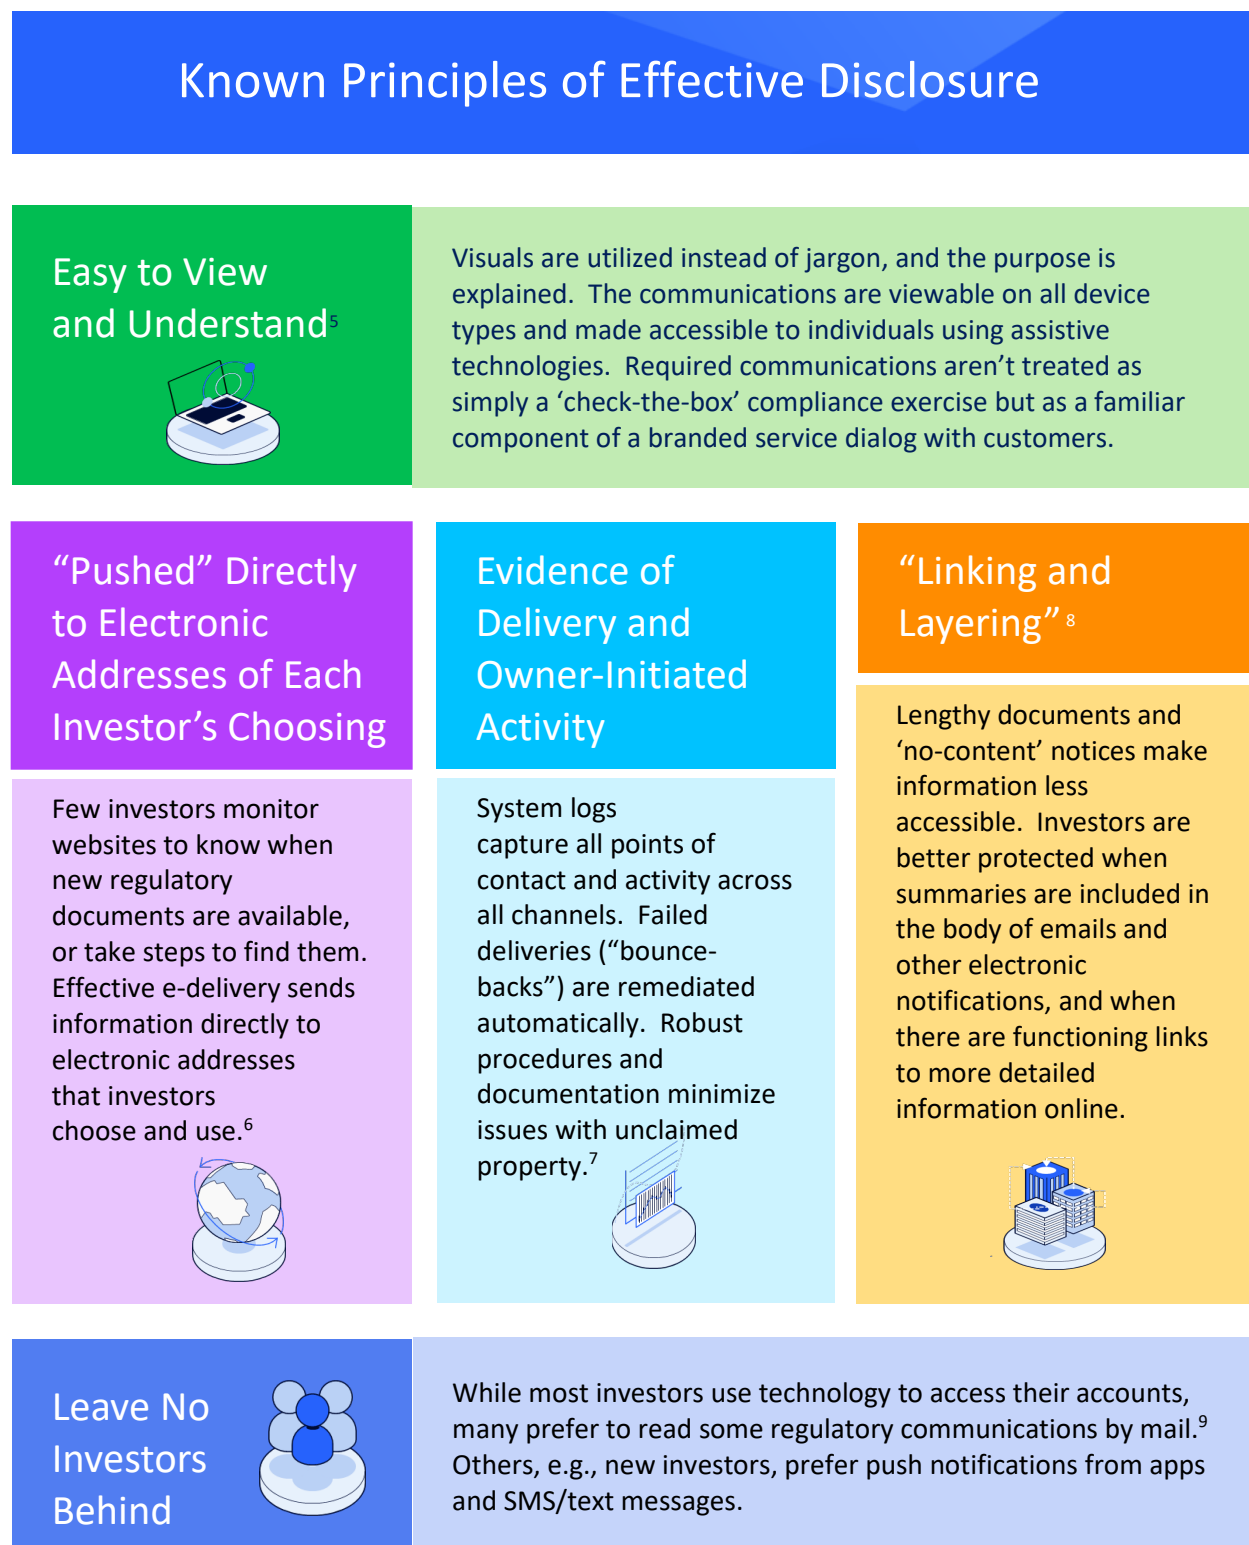 Known Principles of Effective Disclosure
Easy to View
and Understand5
Visuals are utilized instead of jargon, and the purpose is
explained.  The communications are viewable on all device
types and made accessible to individuals using assistive
technologies.  Required communications aren’t treated as
simply a ‘check-the-box’ compliance exercise but as a familiar
component of a branded service dialog with customers.
“Pushed” Directly
to Electronic
Addresses of Each
Investor’s Choosing
Few investors monitor
websites to know when
new regulatory
documents are available,
or take steps to find them.
Effective e-delivery sends
information directly to
electronic addresses
that investors
choose and use.6
Evidence of
Delivery and
Owner-Initiated
Activity
System logs
capture all points of
contact and activity across
all channels.  Failed
deliveries (“bounce-
backs”) are remediated
automatically.  Robust
procedures and
documentation minimize
issues with unclaimed
property.7
“Linking and
Layering” 8
Lengthy documents and
‘no-content’ notices make
information less
accessible.  Investors are
better protected when
summaries are included in
the body of emails and
other electronic
notifications, and when
there are functioning links
to more detailed
information online.
Leave No
Investors
Behind
While most investors use technology to access their accounts,
many prefer to read some regulatory communications by mail.9
Others, e.g., new investors, prefer push notifications from apps
and SMS/text messages.